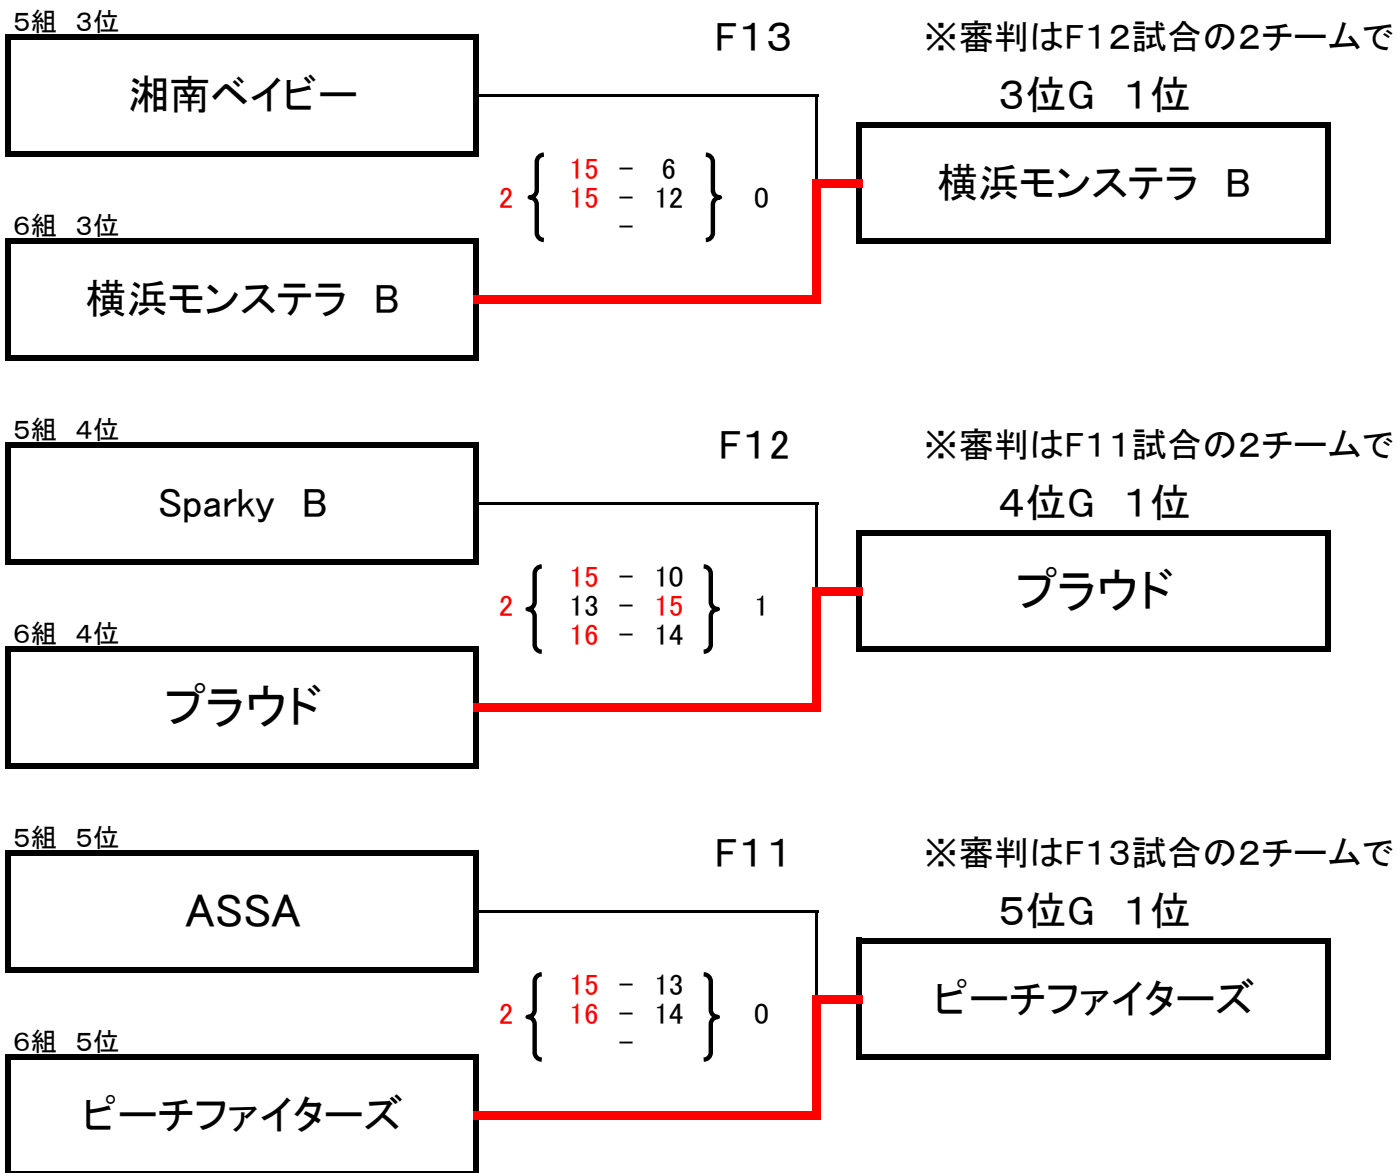 5組　3位
F13
※審判はF12試合の2チームで
湘南ベイビー
3位G　1位
15 － 6
横浜モンステラ　B
2 { 15 － 12 } 0
－
6組　3位
横浜モンステラ　B
5組　4位
F12
※審判はF11試合の2チームで
Sparky　B
4位G　1位
15 － 10
プラウド
2 { 13 － 15 } 1
16 － 14
6組　4位
プラウド
5組　5位
F11
※審判はF13試合の2チームで
ASSA
5位G　1位
15 － 13
ピーチファイターズ
2 { 16 － 14 } 0
－
6組　5位
ピーチファイターズ